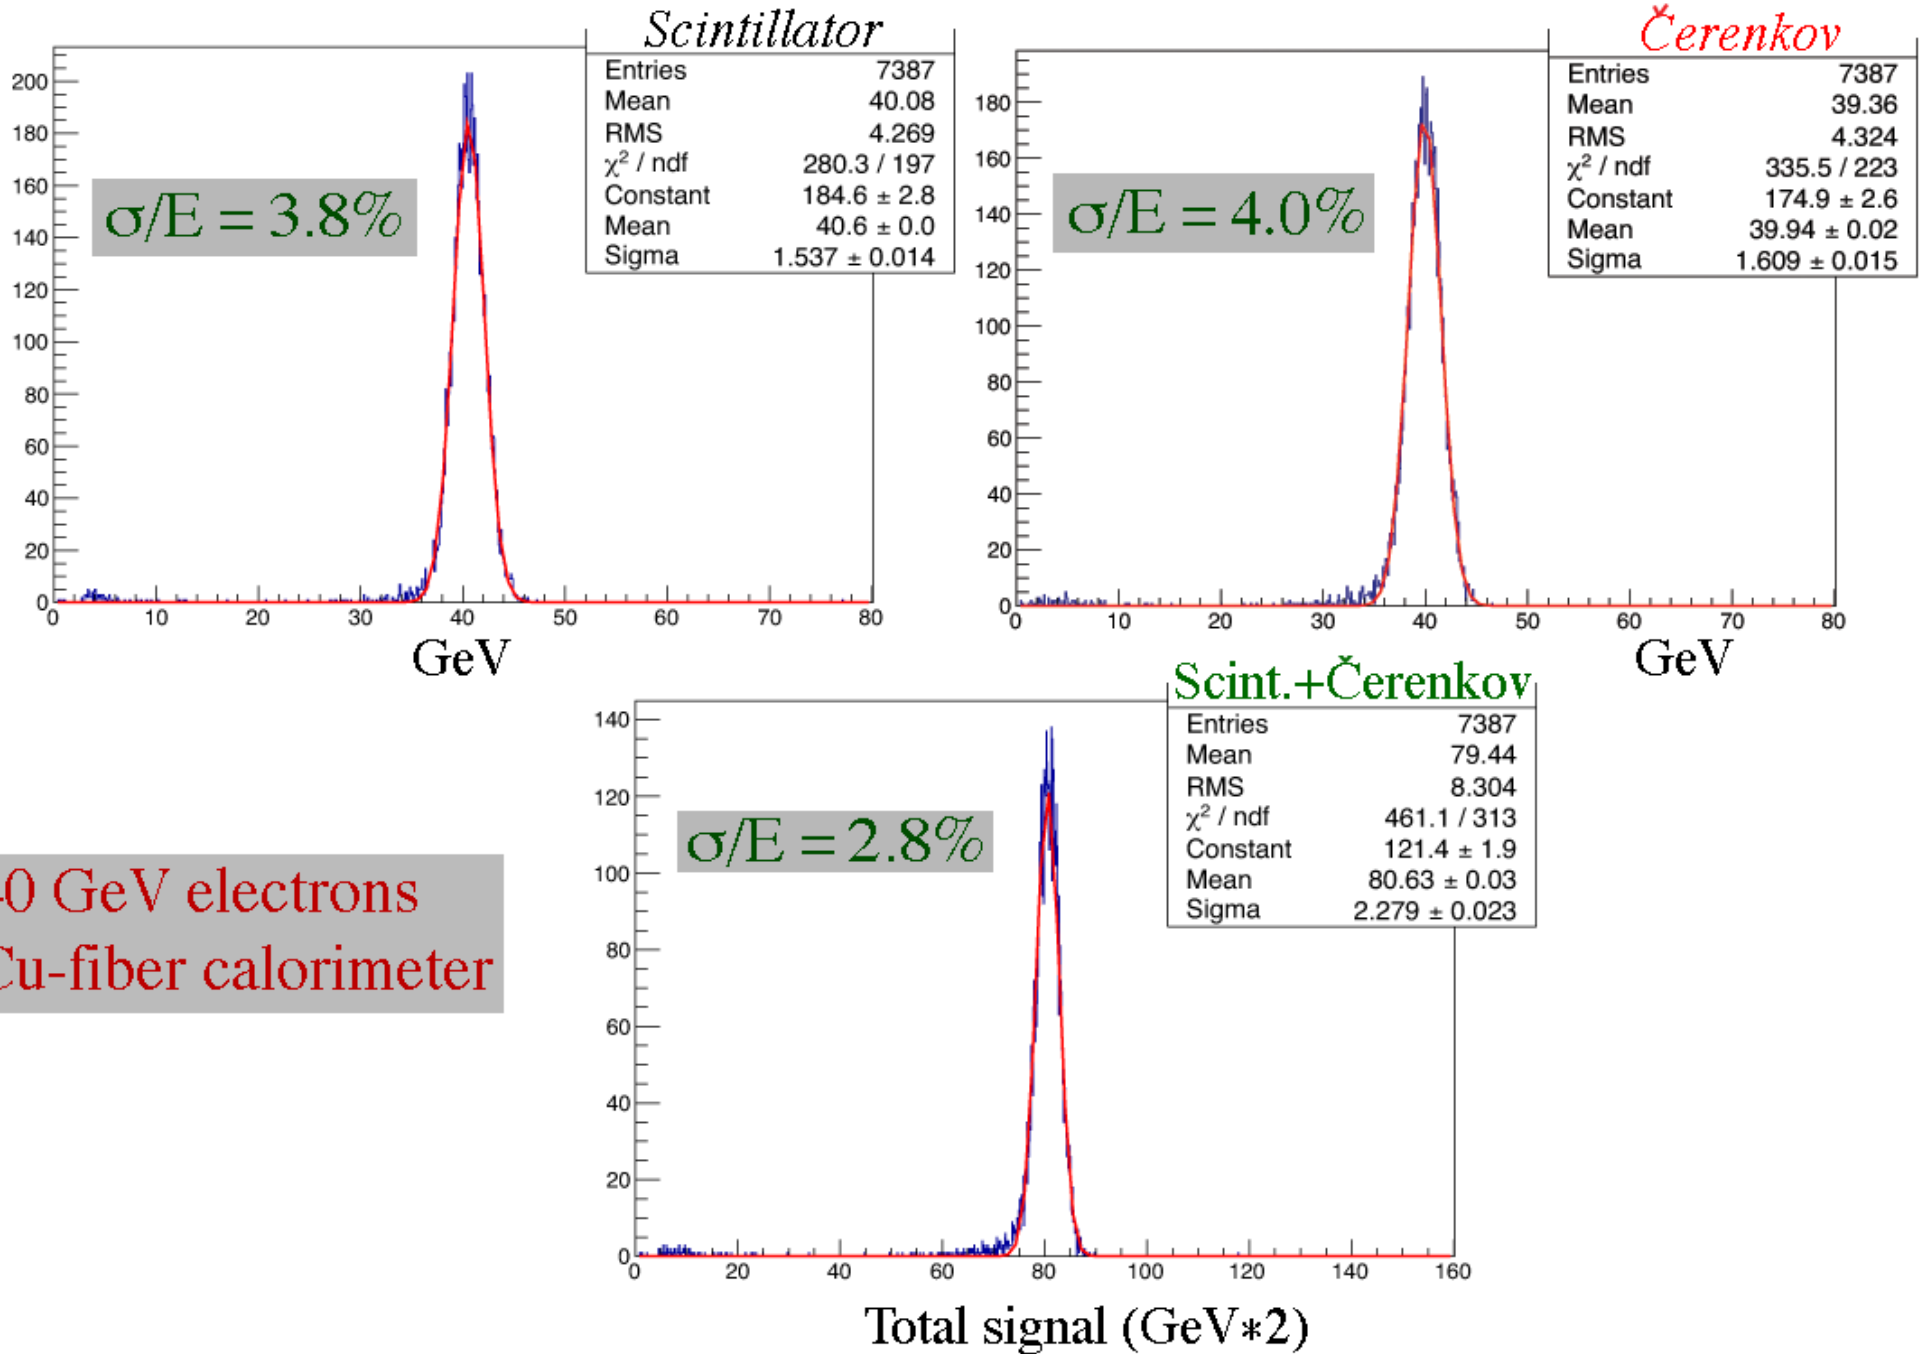 Scintillator
Entries 7387
Mean 40.08
RMS 4.269
χ² / ndf 280.3 / 197
Constant 184.6 ± 2.8
Mean 40.6 ± 0.0
Sigma 1.537 ± 0.014
σ/E = 3.8%
200
180
160
140
120
100
80
60
40
20
0
0 10 20 30 40 50 60 70 80
GeV
Čerenkov
Entries 7387
Mean 39.36
RMS 4.324
χ² / ndf 335.5 / 223
Constant 174.9 ± 2.6
Mean 39.94 ± 0.02
Sigma 1.609 ± 0.015
σ/E = 4.0%
180
160
140
120
100
80
60
40
20
0
0 10 20 30 40 50 60 70 80
GeV
Scint.+Čerenkov
Entries 7387
Mean 79.44
RMS 8.304
χ² / ndf 461.1 / 313
Constant 121.4 ± 1.9
Mean 80.63 ± 0.03
Sigma 2.279 ± 0.023
σ/E = 2.8%
140
120
100
80
60
40
20
0
0 20 40 60 80 100 120 140 160
Total signal (GeV*2)
0 GeV electrons
Cu-fiber calorimeter